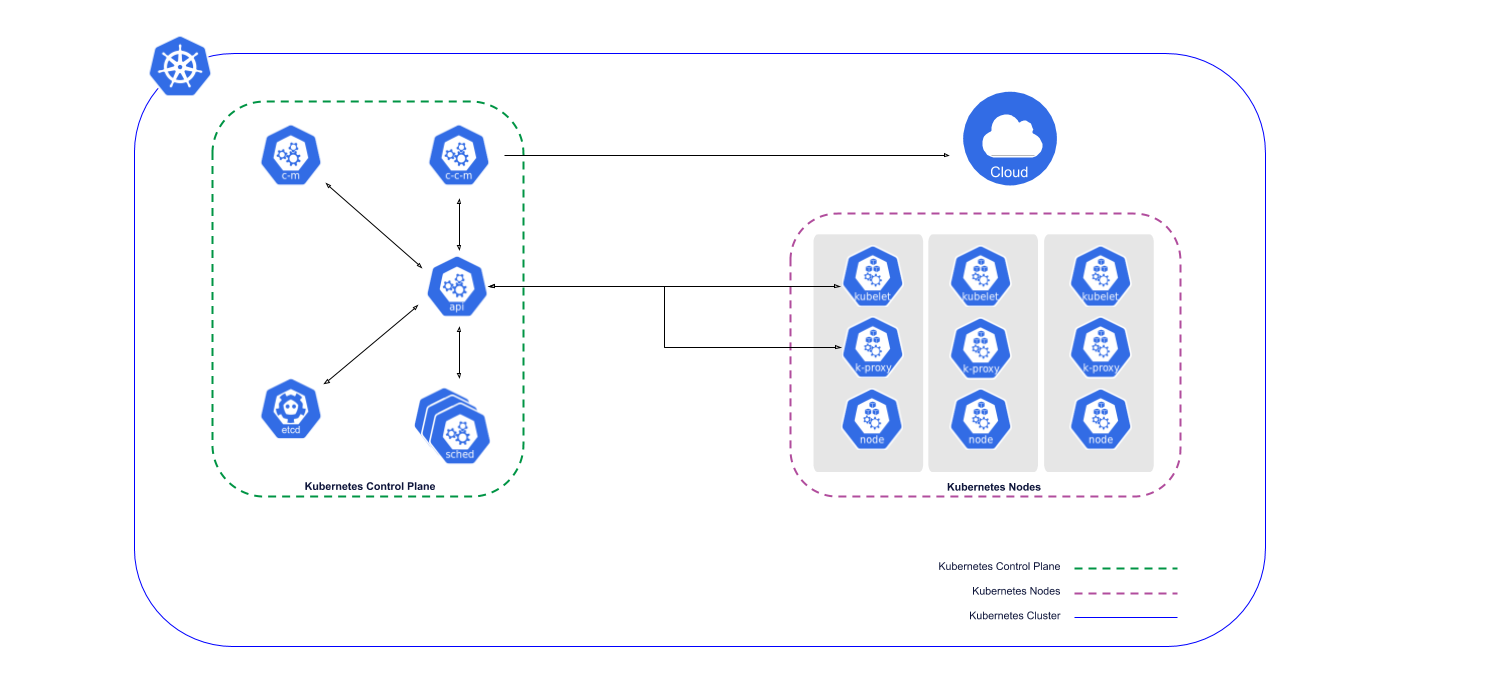 c-m
c-c-m
Cloud
api
etcd
sched
Kubernetes Control Plane
kubelet
kubelet
kubelet
k-proxy
k-proxy
k-proxy
node
node
node
Kubernetes Nodes
Kubernetes Control Plane
Kubernetes Nodes
Kubernetes Cluster